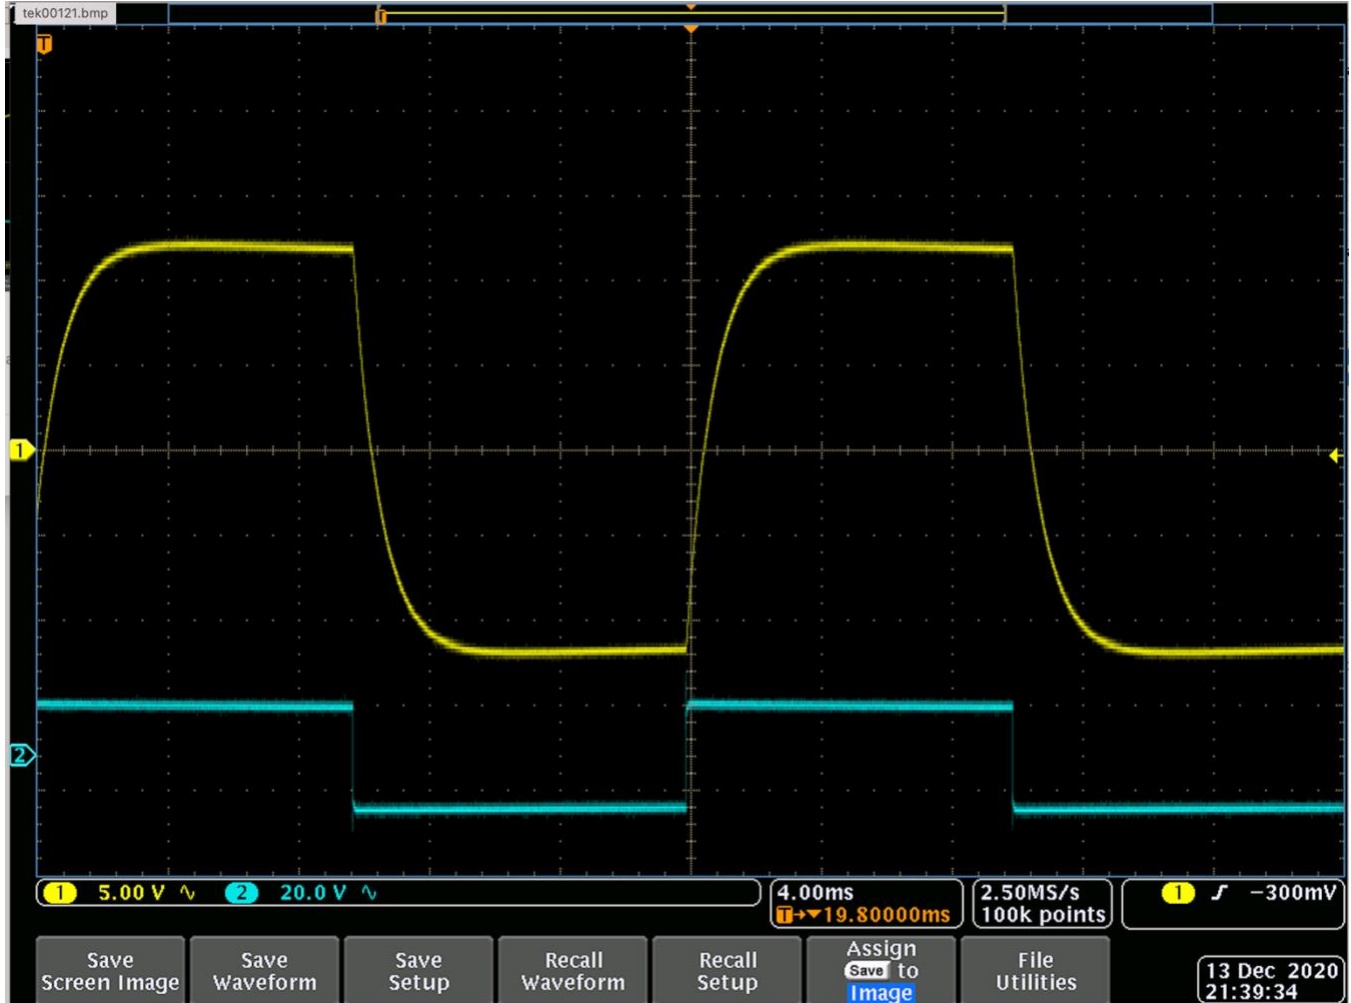 tek00121.bmp
T
T
1
2
1 5.00 V ∿ 2 20.0 V ∿
4.00ms
T→▼19.80000ms
2.50MS/s
100k points
1 ʃ −300mV
Save
Screen Image
Save
Waveform
Save
Setup
Recall
Waveform
Recall
Setup
Assign
Save to
Image
File
Utilities
13 Dec 2020
21:39:34